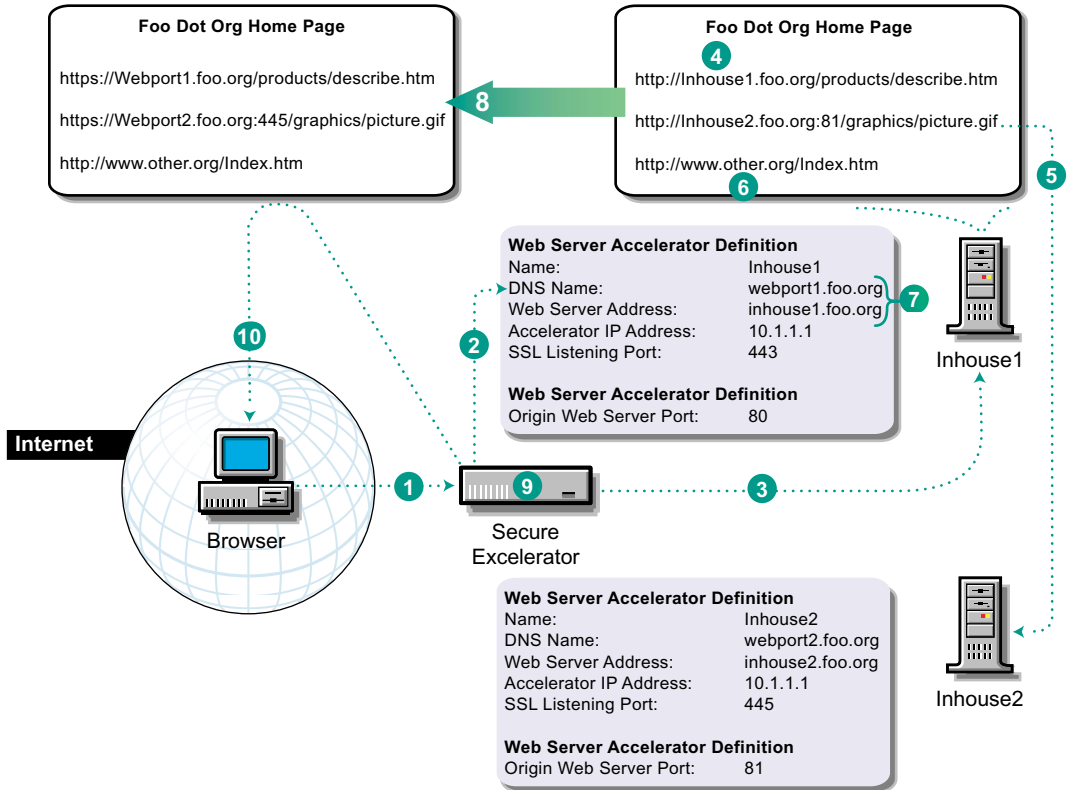 Foo Dot Org Home Page
https://Webport1.foo.org/products/describe.htm
https://Webport2.foo.org:445/graphics/picture.gif
http://www.other.org/Index.htm
8
Foo Dot Org Home Page
4
http://Inhouse1.foo.org/products/describe.htm
http://Inhouse2.foo.org:81/graphics/picture.gif
http://www.other.org/Index.htm
5
6
Web Server Accelerator Definition
Name: Inhouse1
DNS Name: webport1.foo.org
Web Server Address: inhouse1.foo.org
Accelerator IP Address: 10.1.1.1
SSL Listening Port: 443
Web Server Accelerator Definition
Origin Web Server Port: 80
7
2
10
Inhouse1
Internet
Browser
1
9
3
Secure
Excelerator
Web Server Accelerator Definition
Name: Inhouse2
DNS Name: webport2.foo.org
Web Server Address: inhouse2.foo.org
Accelerator IP Address: 10.1.1.1
SSL Listening Port: 445
Web Server Accelerator Definition
Origin Web Server Port: 81
Inhouse2